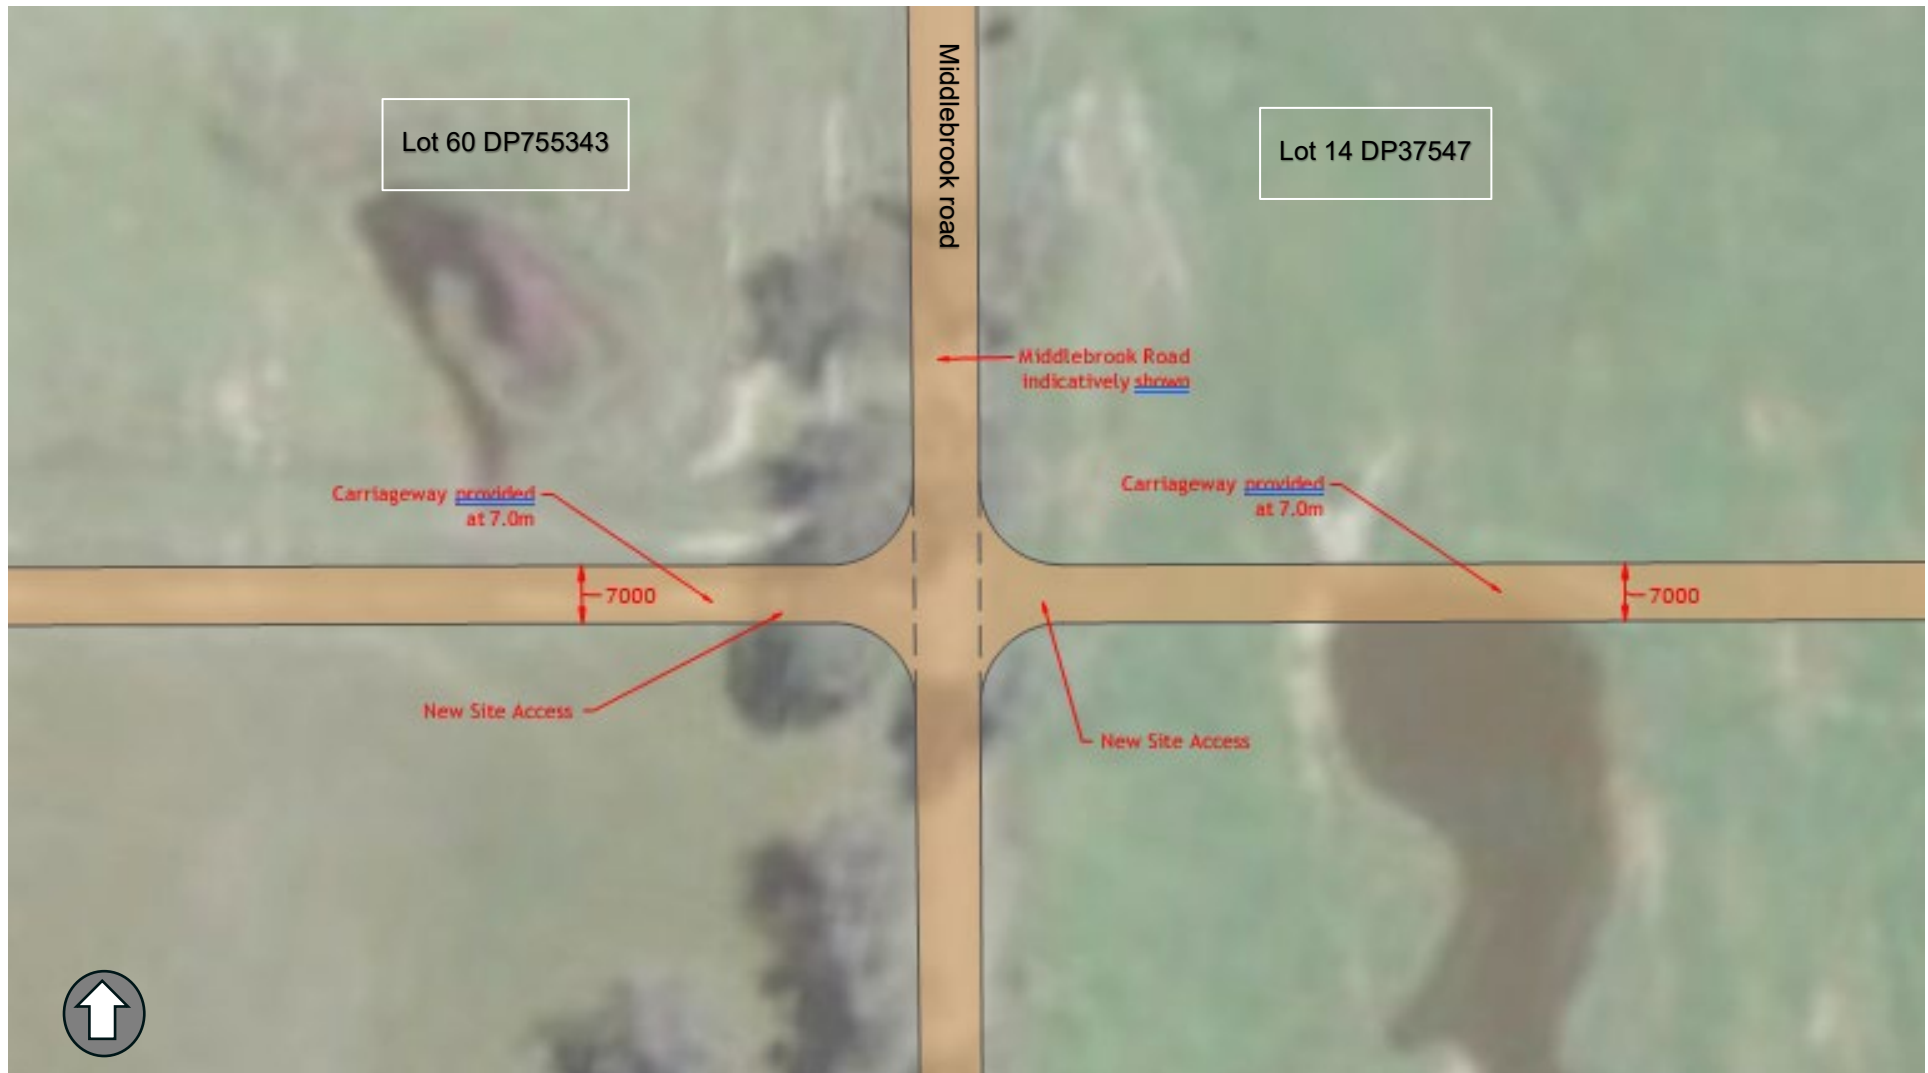 Middlebrook road
Lot 60 DP755343
Lot 14 DP37547
Middlebrook Road
indicatively shown
Carriageway provided
at 7.0m
Carriageway provided
at 7.0m
7000
7000
New Site Access
New Site Access